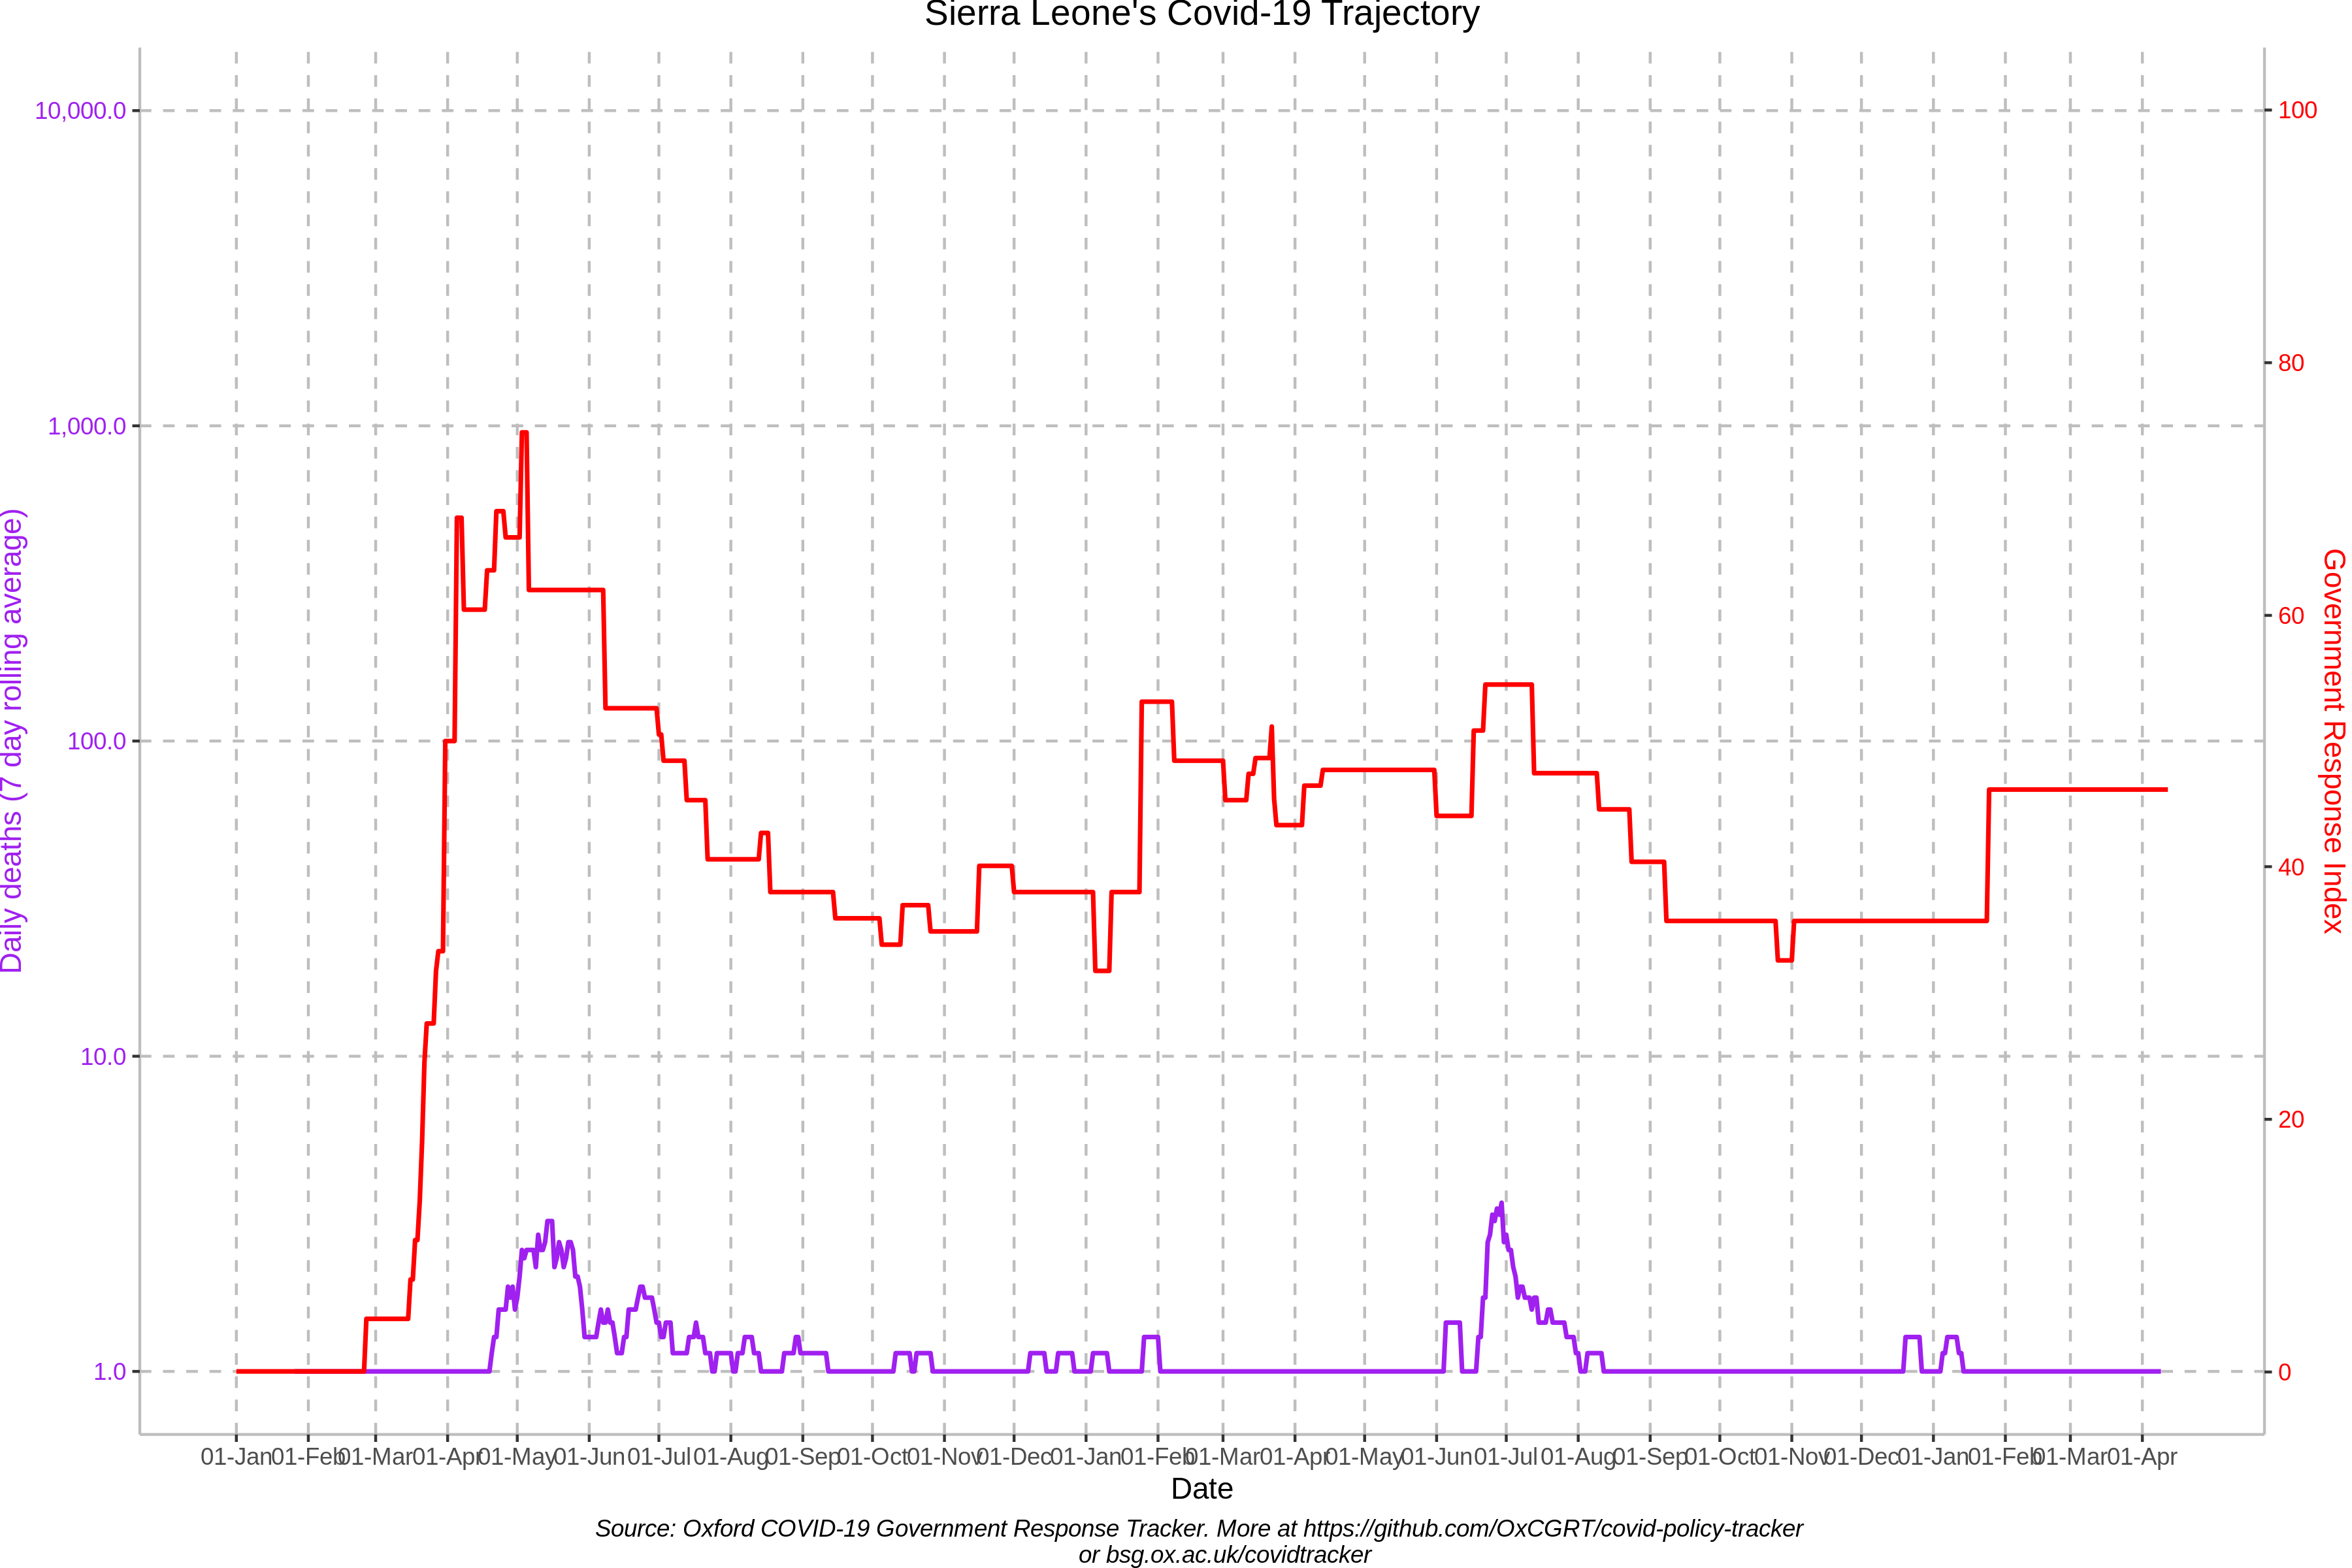 Sierra Leone's Covid-19 Trajectory
10,000.0
1,000.0
100.0
10.0
1.0
Daily deaths (7 day rolling average)
100
80
60
40
20
0
Government Response Index
01-Jan 01-Feb 01-Mar 01-Apr 01-May 01-Jun 01-Jul 01-Aug 01-Sep 01-Oct 01-Nov 01-Dec 01-Jan 01-Feb 01-Mar 01-Apr 01-May 01-Jun 01-Jul 01-Aug 01-Sep 01-Oct 01-Nov 01-Dec 01-Jan 01-Feb 01-Mar 01-Apr
Date
Source: Oxford COVID-19 Government Response Tracker. More at https://github.com/OxCGRT/covid-policy-tracker
or bsg.ox.ac.uk/covidtracker